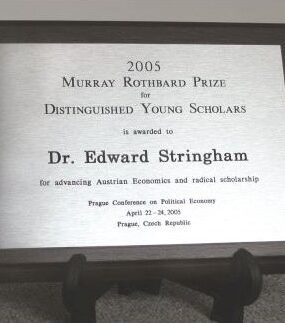 2005
MURRAY ROTHBARD PRIZE
for
DISTINGUISHED YOUNG SCHOLARS
is awarded to
Dr. Edward Stringham
for advancing Austrian Economics and radical scholarship
Prague Conference on Political Economy
April 22 - 24, 2005
Prague, Czech Republic